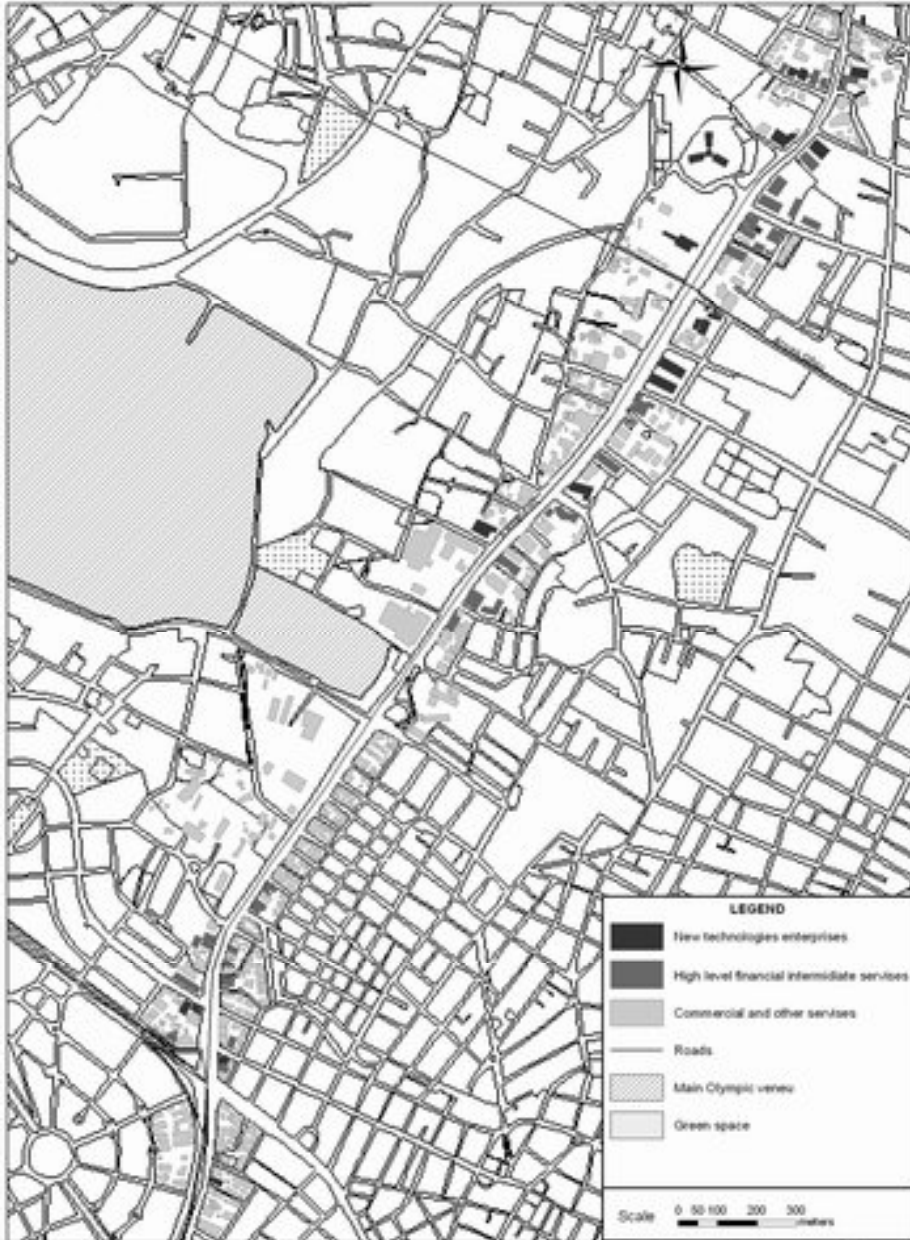 LEGEND
New technologies enterprises
High level financial intermidiate servises
Commercial and other servises
Roads
Main Olympic veneu
Green space
Scale 0 50 100 200 300
meters